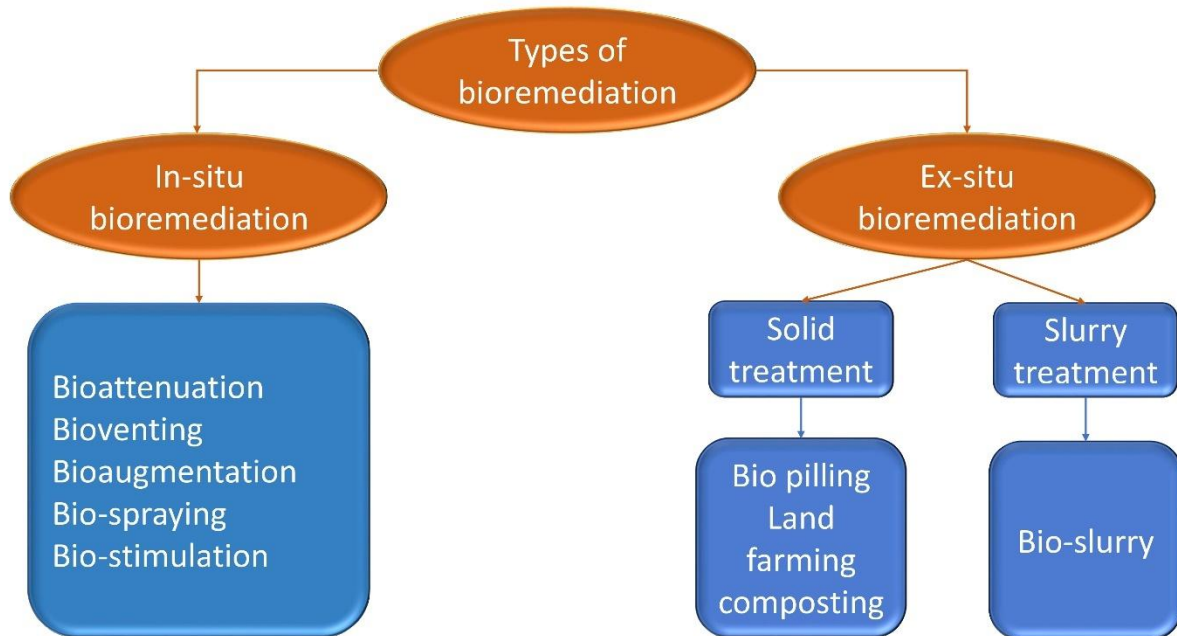 Types of
bioremediation
In-situ
bioremediation
Ex-situ
bioremediation
Bioattenuation
Bioventing
Bioaugmentation
Bio-spraying
Bio-stimulation
Solid
treatment
Slurry
treatment
Bio pilling
Land
farming
composting
Bio-slurry